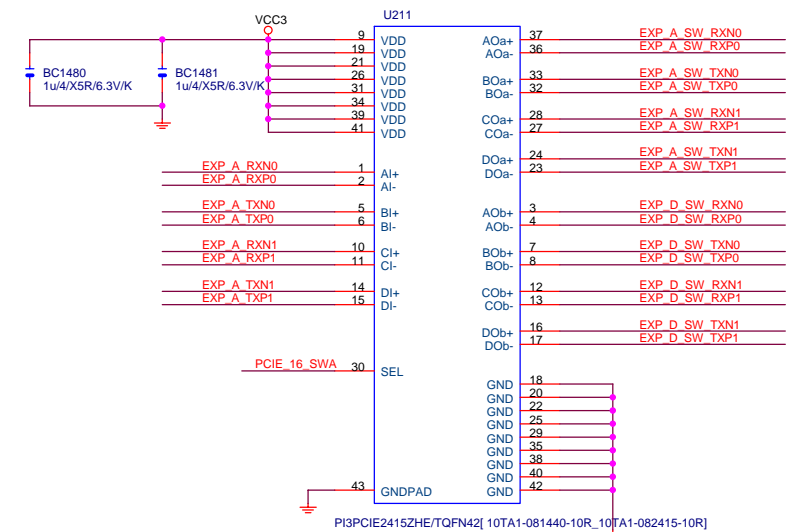 U211
VCC3
BC1480
1u/4/X5R/6.3V/K
BC1481
1u/4/X5R/6.3V/K
9 VDD
19 VDD
21 VDD
26 VDD
31 VDD
34 VDD
39 VDD
41 VDD
EXP_A_RXN0 1 AI+
EXP_A_RXP0 2 AI-
EXP_A_TXN0 5 BI+
EXP_A_TXP0 6 BI-
EXP_A_RXN1 10 CI+
EXP_A_RXP1 11 CI-
EXP_A_TXN1 14 DI+
EXP_A_TXP1 15 DI-
PCIE_16_SWA 30 SEL
43 GNDPAD
AOa+ 37 EXP_A_SW_RXN0
AOa- 36 EXP_A_SW_RXP0
BOa+ 33 EXP_A_SW_TXN0
BOa- 32 EXP_A_SW_TXP0
COa+ 28 EXP_A_SW_RXN1
COa- 27 EXP_A_SW_RXP1
DOa+ 24 EXP_A_SW_TXN1
DOa- 23 EXP_A_SW_TXP1
AOb+ 3 EXP_D_SW_RXN0
AOb- 4 EXP_D_SW_RXP0
BOb+ 7 EXP_D_SW_TXN0
BOb- 8 EXP_D_SW_TXP0
COb+ 12 EXP_D_SW_RXN1
COb- 13 EXP_D_SW_RXP1
DOb+ 16 EXP_D_SW_TXN1
DOb- 17 EXP_D_SW_TXP1
GND 18
GND 20
GND 22
GND 25
GND 29
GND 35
GND 38
GND 40
GND 42
PI3PCIE2415ZHE/TQFN42[ 10TA1-081440-10R_10TA1-082415-10R]